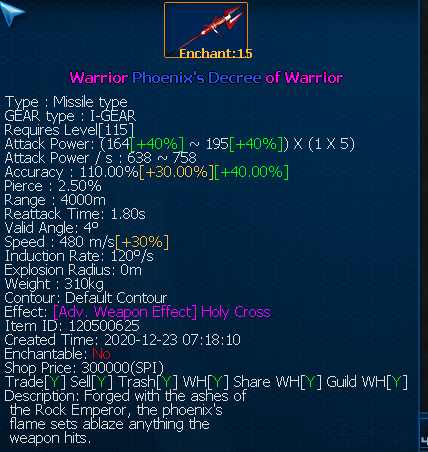 Enchant:15
Warrior Phoenix's Decree of Warrior
Type : Missile type
GEAR type : I-GEAR
Requires Level[115]
Attack Power: (164[+40%] ~ 195[+40%]) X (1 X 5)
Attack Power / s : 638 ~ 758
Accuracy : 110.00%[+30.00%][+40.00%]
Pierce : 2.50%
Range : 4000m
Reattack Time: 1.80s
Valid Angle: 4º
Speed : 480 m/s[+30%]
Induction Rate: 120º/s
Explosion Radius: 0m
Weight : 310kg
Contour: Default Contour
Effect: [Adv. Weapon Effect] Holy Cross
Item ID: 120500625
Created Time: 2020-12-23 07:18:10
Enchantable: No
Shop Price: 300000(SPI)
Trade[Y] Sell[Y] Trash[Y] WH[Y] Share WH[Y] Guild WH[Y]
Description: Forged with the ashes of
the Rock Emperor, the phoenix's
flame sets ablaze anything the
weapon hits.